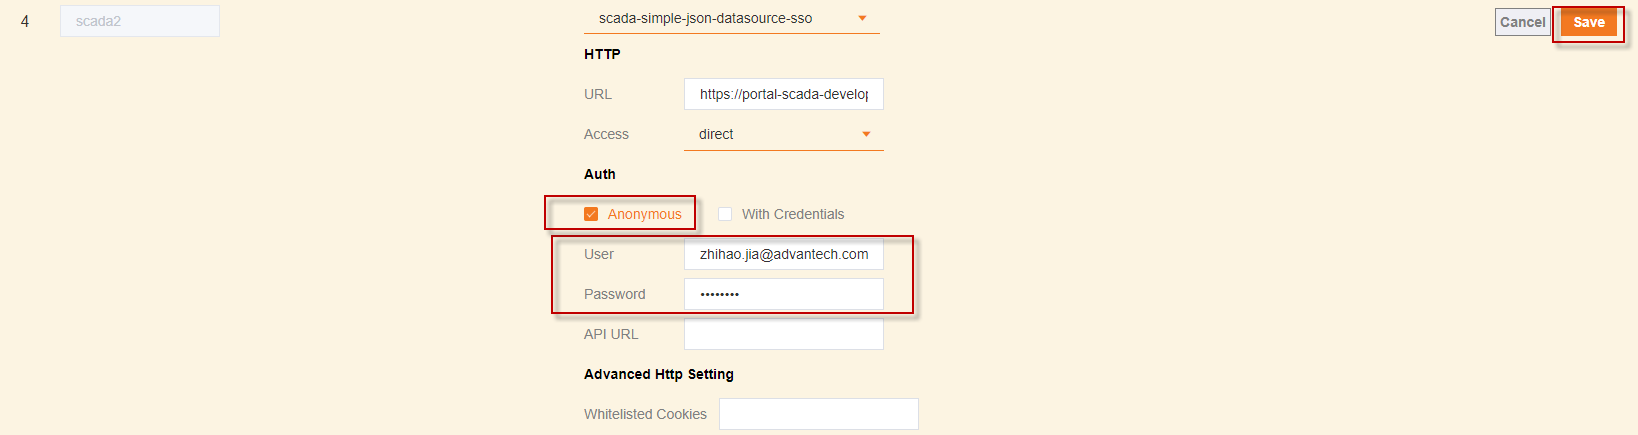 4 scada2 scada-simple-json-datasource-sso Cancel Save
HTTP
URL https://portal-scada-develop
Access direct
Auth
Anonymous With Credentials
User zhihao.jia@advantech.com
Password ••••••••
API URL
Advanced Http Setting
Whitelisted Cookies